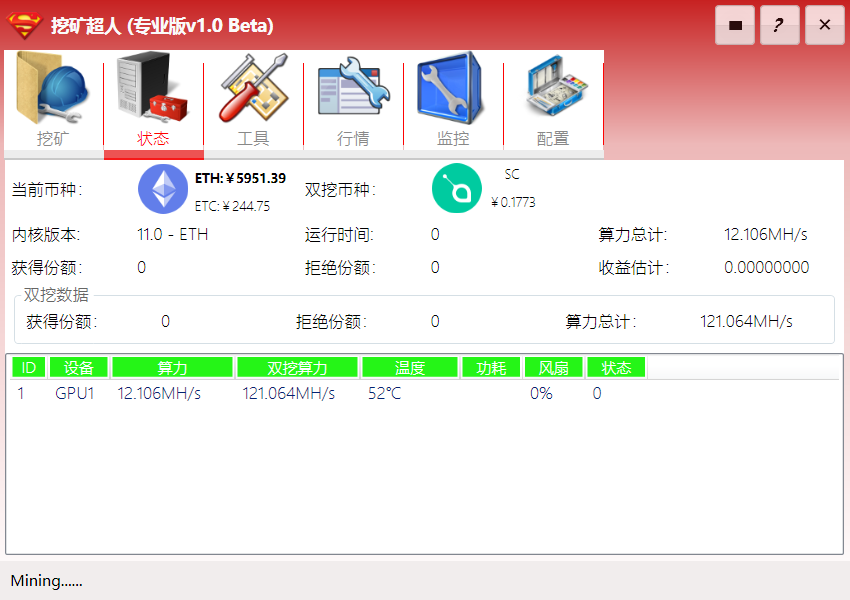 挖矿超人 (专业版v1.0 Beta)
?
挖矿 状态 工具 行情 监控 配置
当前币种: ETH:￥5951.39 双挖币种: SC
ETC:￥244.75 ￥0.1773
内核版本: 11.0 - ETH 运行时间: 0 算力总计: 12.106MH/s
获得份额: 0 拒绝份额: 0 收益估计: 0.00000000
双挖数据
获得份额: 0 拒绝份额: 0 算力总计: 121.064MH/s
ID 设备 算力 双挖算力 温度 功耗 风扇 状态
1 GPU1 12.106MH/s 121.064MH/s 52℃ 0% 0
Mining......